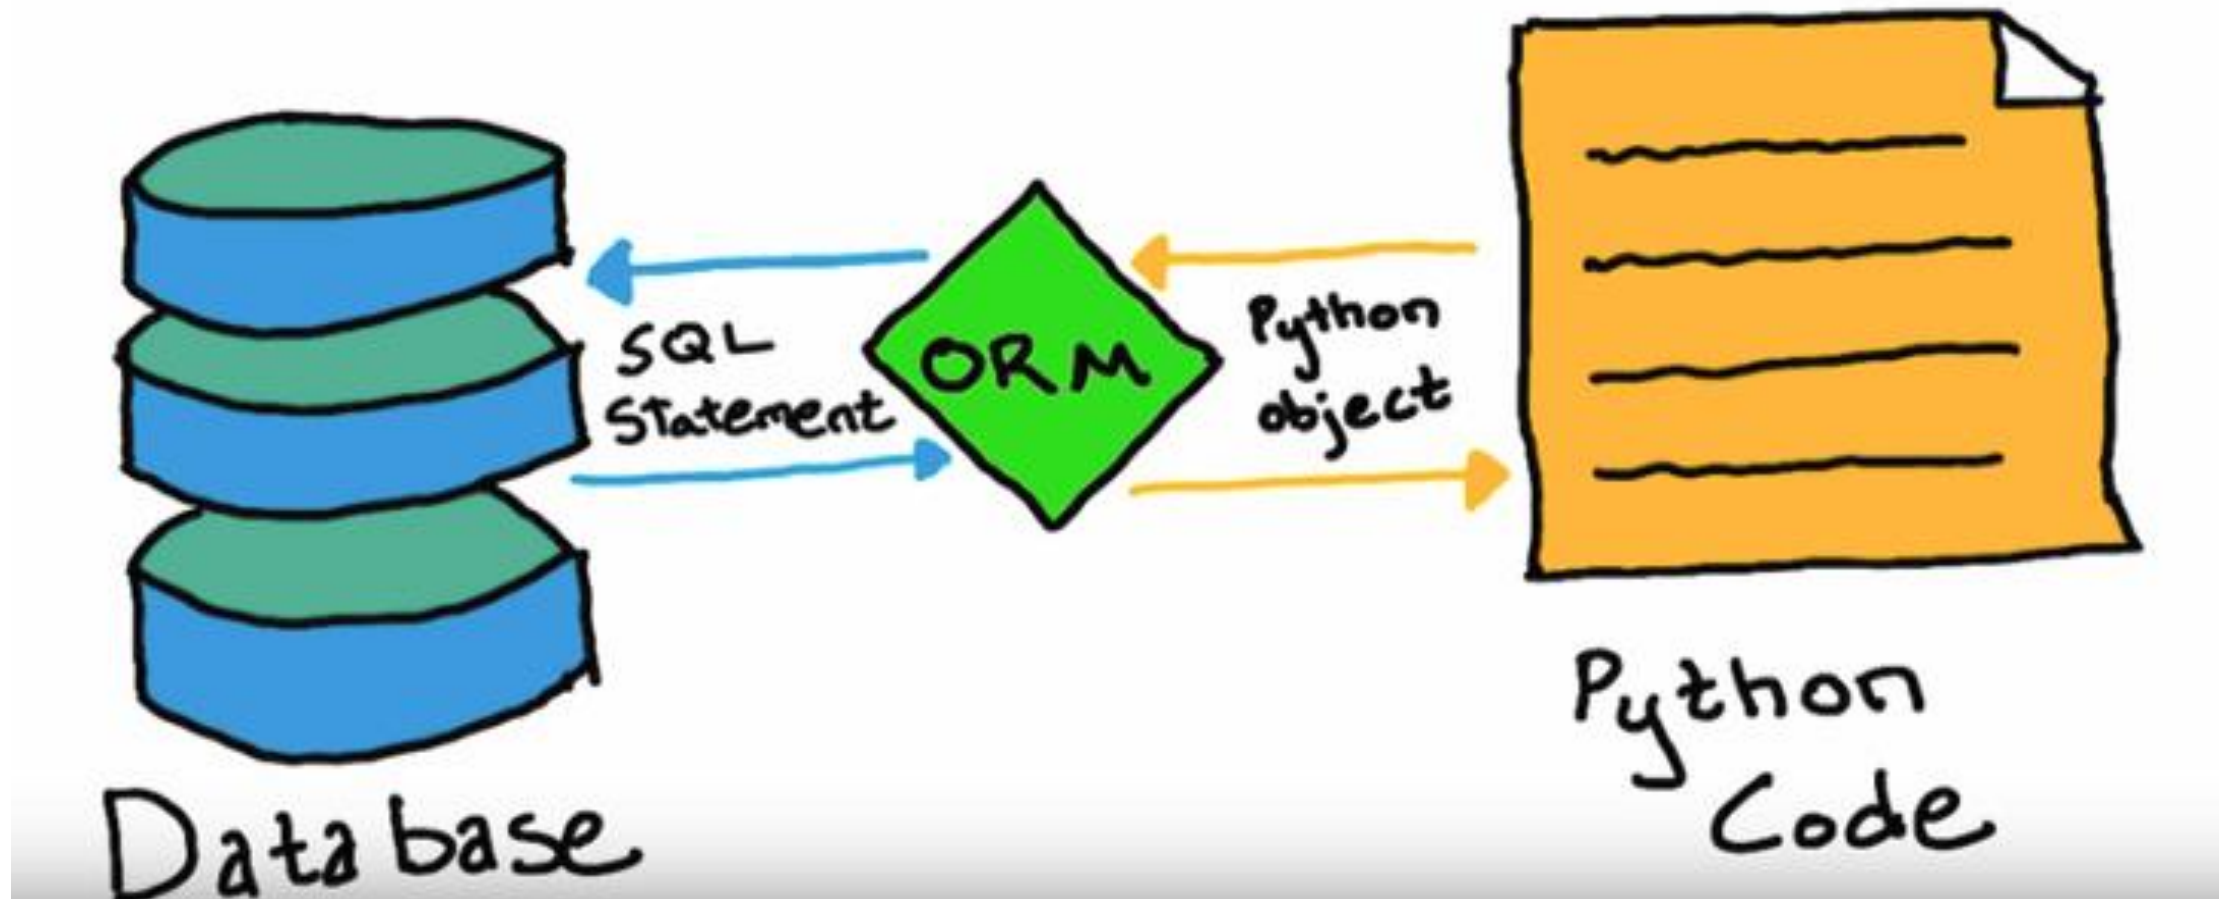 SQL
Statement
ORM
Python
object
Database
Python
Code